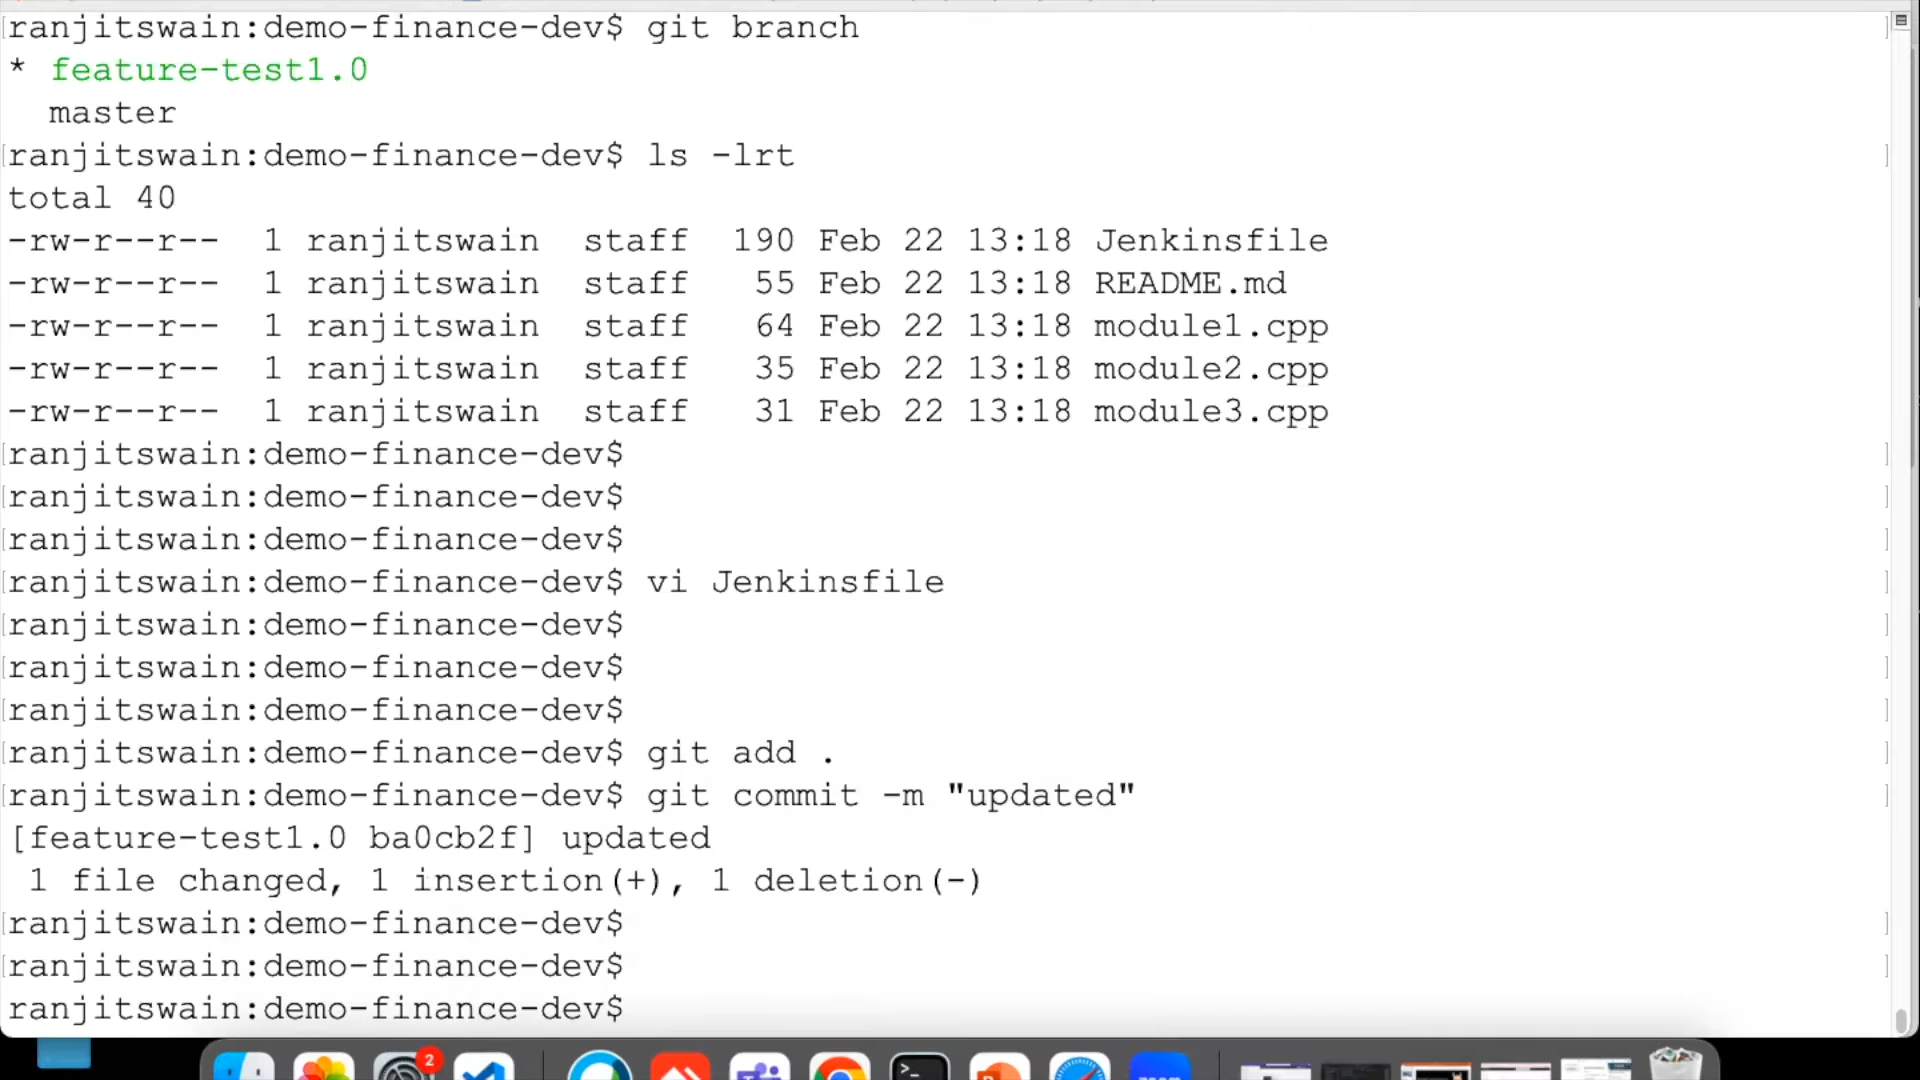 ranjitswain:demo-finance-dev$ git branch
* feature-test1.0
  master
ranjitswain:demo-finance-dev$ ls -lrt
total 40
-rw-r--r--  1 ranjitswain  staff  190 Feb 22 13:18 Jenkinsfile
-rw-r--r--  1 ranjitswain  staff   55 Feb 22 13:18 README.md
-rw-r--r--  1 ranjitswain  staff   64 Feb 22 13:18 module1.cpp
-rw-r--r--  1 ranjitswain  staff   35 Feb 22 13:18 module2.cpp
-rw-r--r--  1 ranjitswain  staff   31 Feb 22 13:18 module3.cpp
ranjitswain:demo-finance-dev$
ranjitswain:demo-finance-dev$
ranjitswain:demo-finance-dev$
ranjitswain:demo-finance-dev$ vi Jenkinsfile
ranjitswain:demo-finance-dev$
ranjitswain:demo-finance-dev$
ranjitswain:demo-finance-dev$
ranjitswain:demo-finance-dev$ git add .
ranjitswain:demo-finance-dev$ git commit -m "updated"
[feature-test1.0 ba0cb2f] updated
 1 file changed, 1 insertion(+), 1 deletion(-)
ranjitswain:demo-finance-dev$
ranjitswain:demo-finance-dev$
ranjitswain:demo-finance-dev$
2